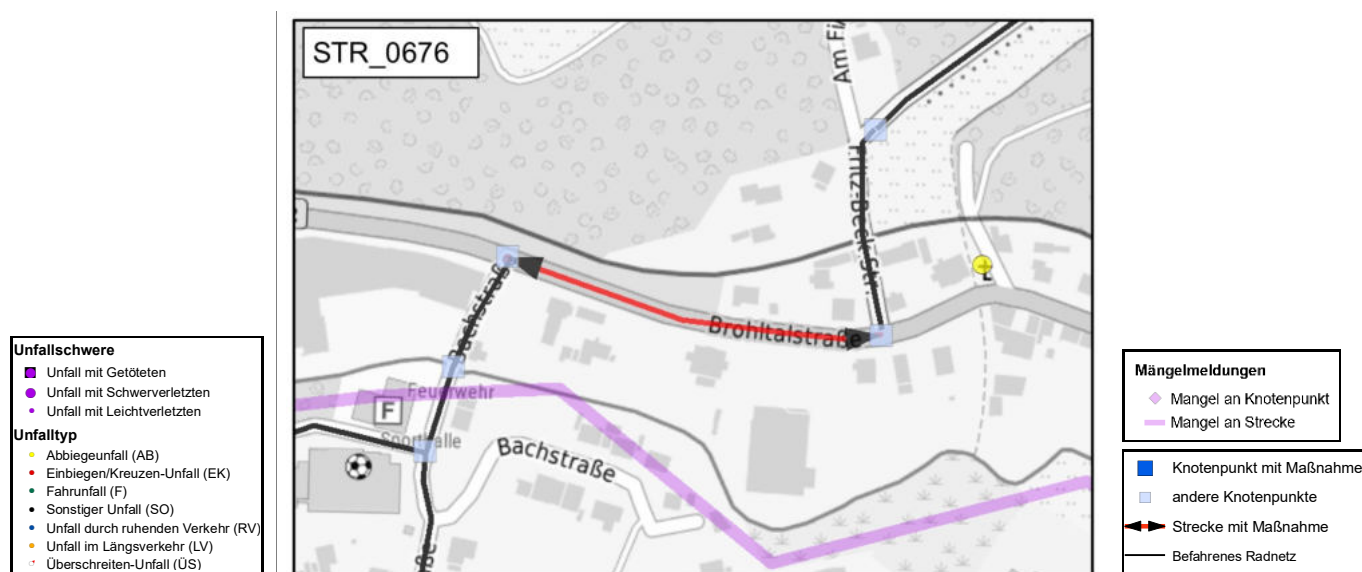 STR_0676
Am Fi
Fritz-Beck-Str.
Bachstraß
Brohltalstraße
L
Feuerwehr
F
Sporthalle
Bachstraße
aße
Unfallschwere
Unfall mit Getöteten
Unfall mit Schwerverletzten
Unfall mit Leichtverletzten
Unfalltyp
Abbiegeunfall (AB)
Einbiegen/Kreuzen-Unfall (EK)
Fahrunfall (F)
Sonstiger Unfall (SO)
Unfall durch ruhenden Verkehr (RV)
Unfall im Längsverkehr (LV)
Überschreiten-Unfall (ÜS)
Mängelmeldungen
Mangel an Knotenpunkt
Mangel an Strecke
Knotenpunkt mit Maßnahme
andere Knotenpunkte
Strecke mit Maßnahme
Befahrenes Radnetz